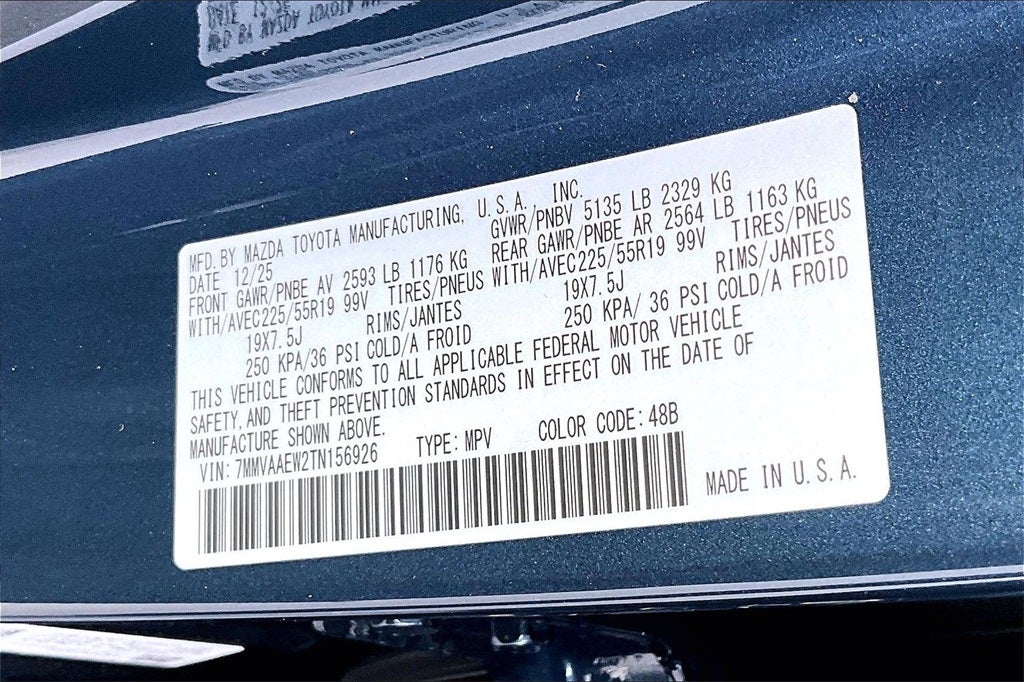 MFD. BY MAZDA TOYOTA MANUFACTURING, U.S.A., INC.
DATE 12/25 GVWR/PNBV 5135 LB 2329 KG
FRONT GAWR/PNBE AV 2593 LB 1176 KG REAR GAWR/PNBE AR 2564 LB 1163 KG
WITH/AVEC225/55R19 99V TIRES/PNEUS WITH/AVEC225/55R19 99V TIRES/PNEUS
19X7.5J RIMS/JANTES 19X7.5J RIMS/JANTES
250 KPA/36 PSI COLD/A FROID 250 KPA/ 36 PSI COLD/A FROID
THIS VEHICLE CONFORMS TO ALL APPLICABLE FEDERAL MOTOR VEHICLE
SAFETY, AND THEFT PREVENTION STANDARDS IN EFFECT ON THE DATE OF
MANUFACTURE SHOWN ABOVE.
VIN: 7MMVAAEW2TN156926 TYPE: MPV COLOR CODE: 48B
MADE IN U.S.A.